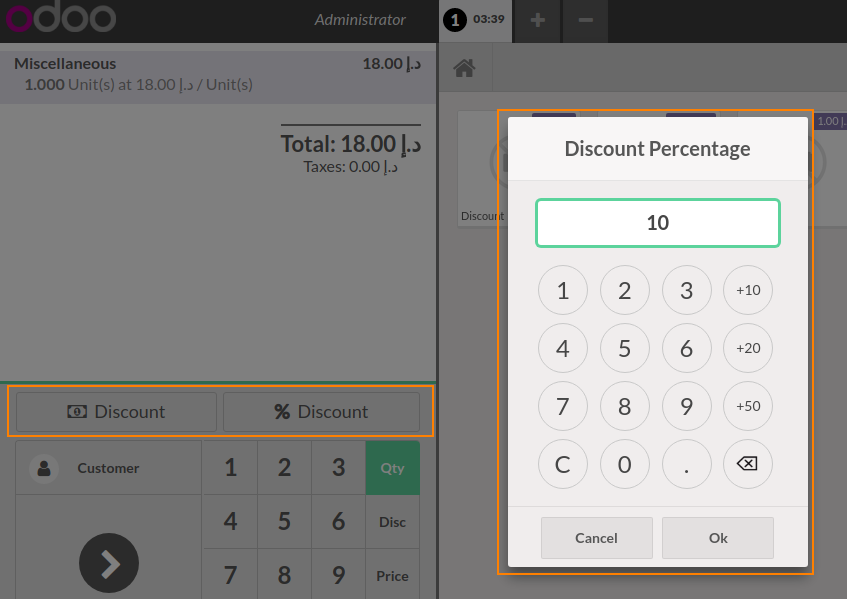 odoo
Administrator
1 03:39 + −
Miscellaneous 18.00 د.إ
1.000 Unit(s) at 18.00 د.إ / Unit(s)
Total: 18.00 د.إ
Taxes: 0.00 د.إ
1.00 د.إ
Discount
Discount Percentage
10
1 2 3 +10
4 5 6 +20
7 8 9 +50
C 0 .
Cancel Ok
Discount % Discount
Customer 1 2 3 Qty
4 5 6 Disc
7 8 9 Price